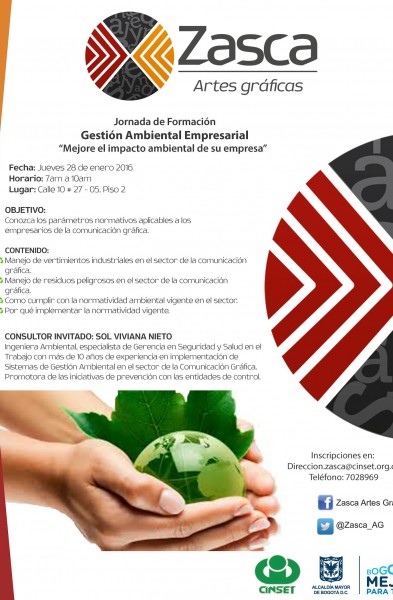 Zasca
Artes gráficas
Jornada de Formación
Gestión Ambiental Empresarial
"Mejore el impacto ambiental de su empresa"
Fecha: Jueves 28 de enero 2016
Horario: 7am a 10am
Lugar: Calle 10 # 27 - 05. Piso 2
OBJETIVO:
Conozca los parámetros normativos aplicables a los
empresarios de la comunicación gráfica.
CONTENIDO:
Manejo de vertimientos industriales en el sector de la comunicación
gráfica.
Manejo de residuos peligrosos en el sector de la comunicación
gráfica.
Como cumplir con la normatividad ambiental vigente en el sector.
Por qué implementar la normatividad vigente.
CONSULTOR INVITADO: SOL VIVIANA NIETO
Ingeniera Ambiental, especialista de Gerencia en Seguridad y Salud en el
Trabajo con más de 10 años de experiencia en implementación de
Sistemas de Gestión Ambiental en el sector de la Comunicación Gráfica.
Promotora de las iniciativas de prevención con las entidades de control.
Inscripciones en:
Direccion.zasca@cinset.org.c
Teléfono: 7028969
Zasca Artes Grá
@Zasca_AG
CINSET
ALCALDÍA MAYOR
DE BOGOTÁ D.C.
BOGO
MEJ
PARA T